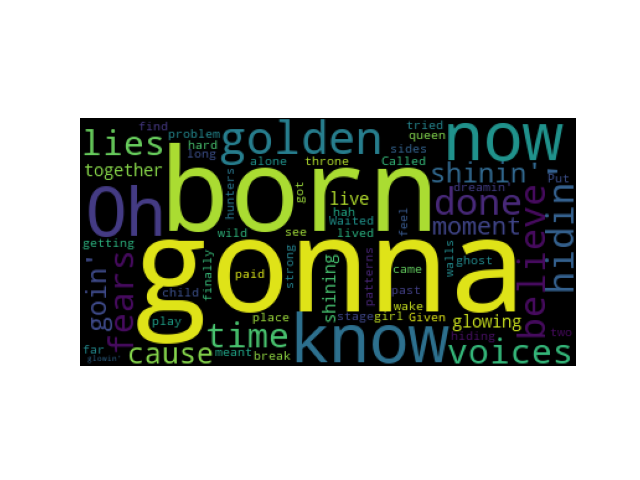 find
lies
problem
hard
long
golden
tried
queen
now
together
alone
throne
sides
Called
shinin'
born
hunters
got
live
dreamin'
Put
Oh
hah
Waited
lived
feel
done
moment
believe
hidin'
getting
wild
see
gonna
goin'
fears
finally
paid
strong
shining
patterns
came
past
wake
walls
ghost
child
play
place
stage
girl
Given
glowing
hiding
two
time
know
far
glowin'
cause
meant
break
voices